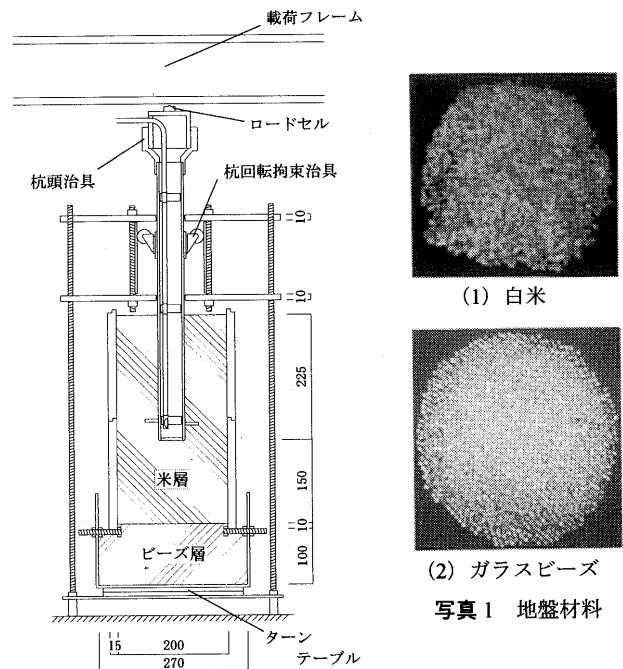 載荷フレーム
ロードセル
杭頭治具
杭回転拘束治具
10
10
225
米層
150
10
ビーズ層
100
ターン
テーブル
15
200
270
(1) 白米
(2) ガラスビーズ
写真1 地盤材料